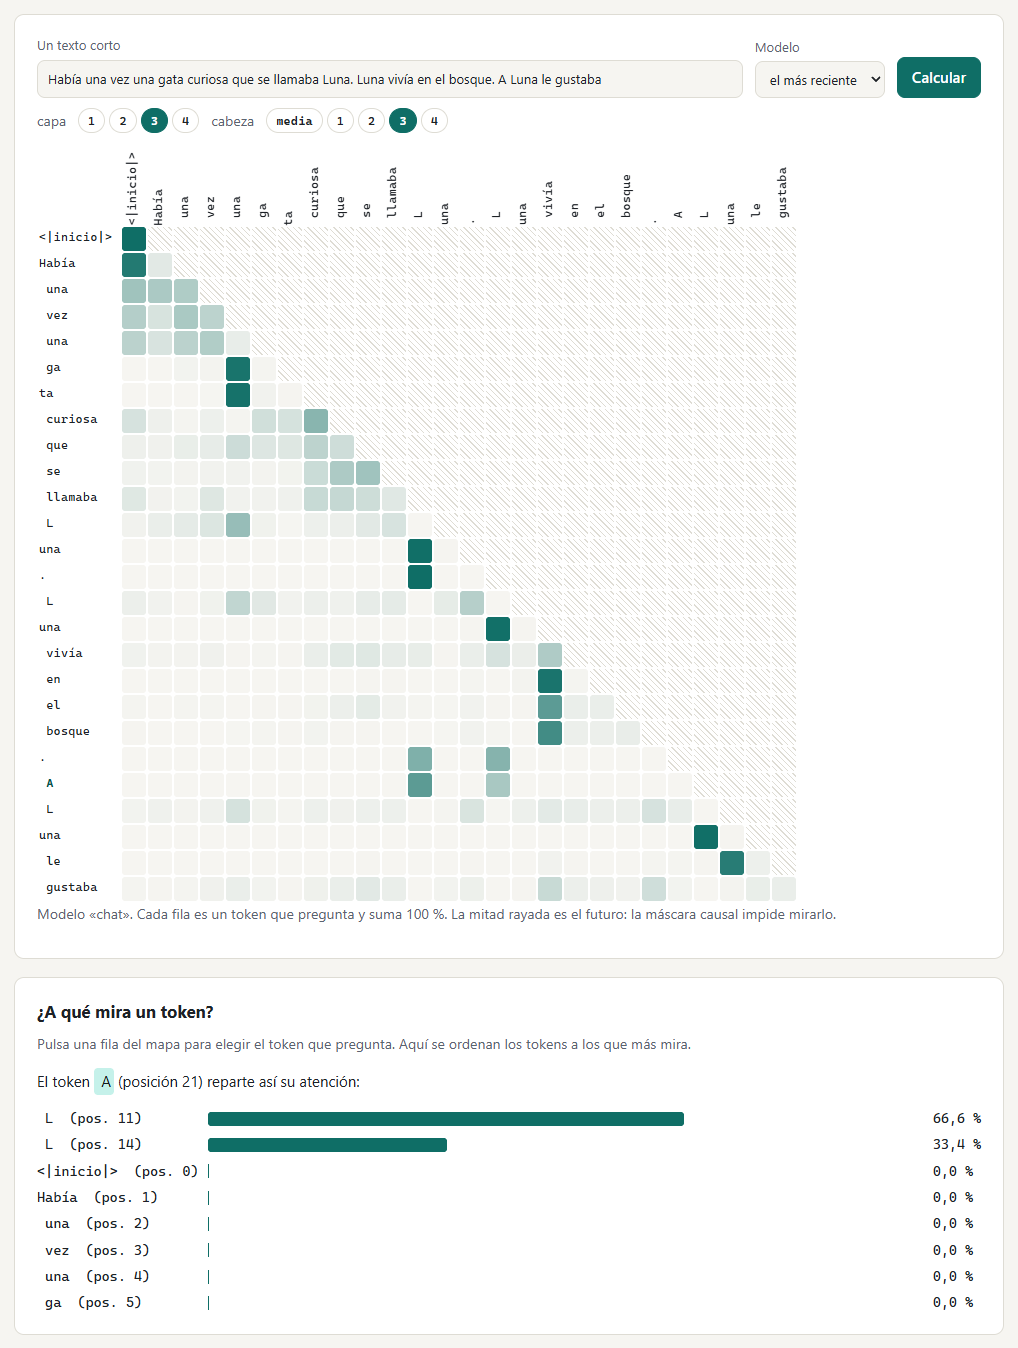 Un texto corto
Modelo
Había una vez una gata curiosa que se llamaba Luna. Luna vivía en el bosque. A Luna le gustaba
el más reciente
Calcular
capa 1 2 3 4 cabeza media 1 2 3 4
<|inicio|> Había una vez una ga ta curiosa que se llamaba L una . L una vivía en el bosque . A L una le gustaba
<|inicio|>
Había
una
vez
una
ga
ta
curiosa
que
se
llamaba
L
una
.
L
una
vivía
en
el
bosque
.
A
L
una
le
gustaba
Modelo «chat». Cada fila es un token que pregunta y suma 100 %. La mitad rayada es el futuro: la máscara causal impide mirarlo.
¿A qué mira un token?
Pulsa una fila del mapa para elegir el token que pregunta. Aquí se ordenan los tokens a los que más mira.
El token A (posición 21) reparte así su atención:
L (pos. 11) 66,6 %
L (pos. 14) 33,4 %
<|inicio|> (pos. 0) 0,0 %
Había (pos. 1) 0,0 %
una (pos. 2) 0,0 %
vez (pos. 3) 0,0 %
una (pos. 4) 0,0 %
ga (pos. 5) 0,0 %